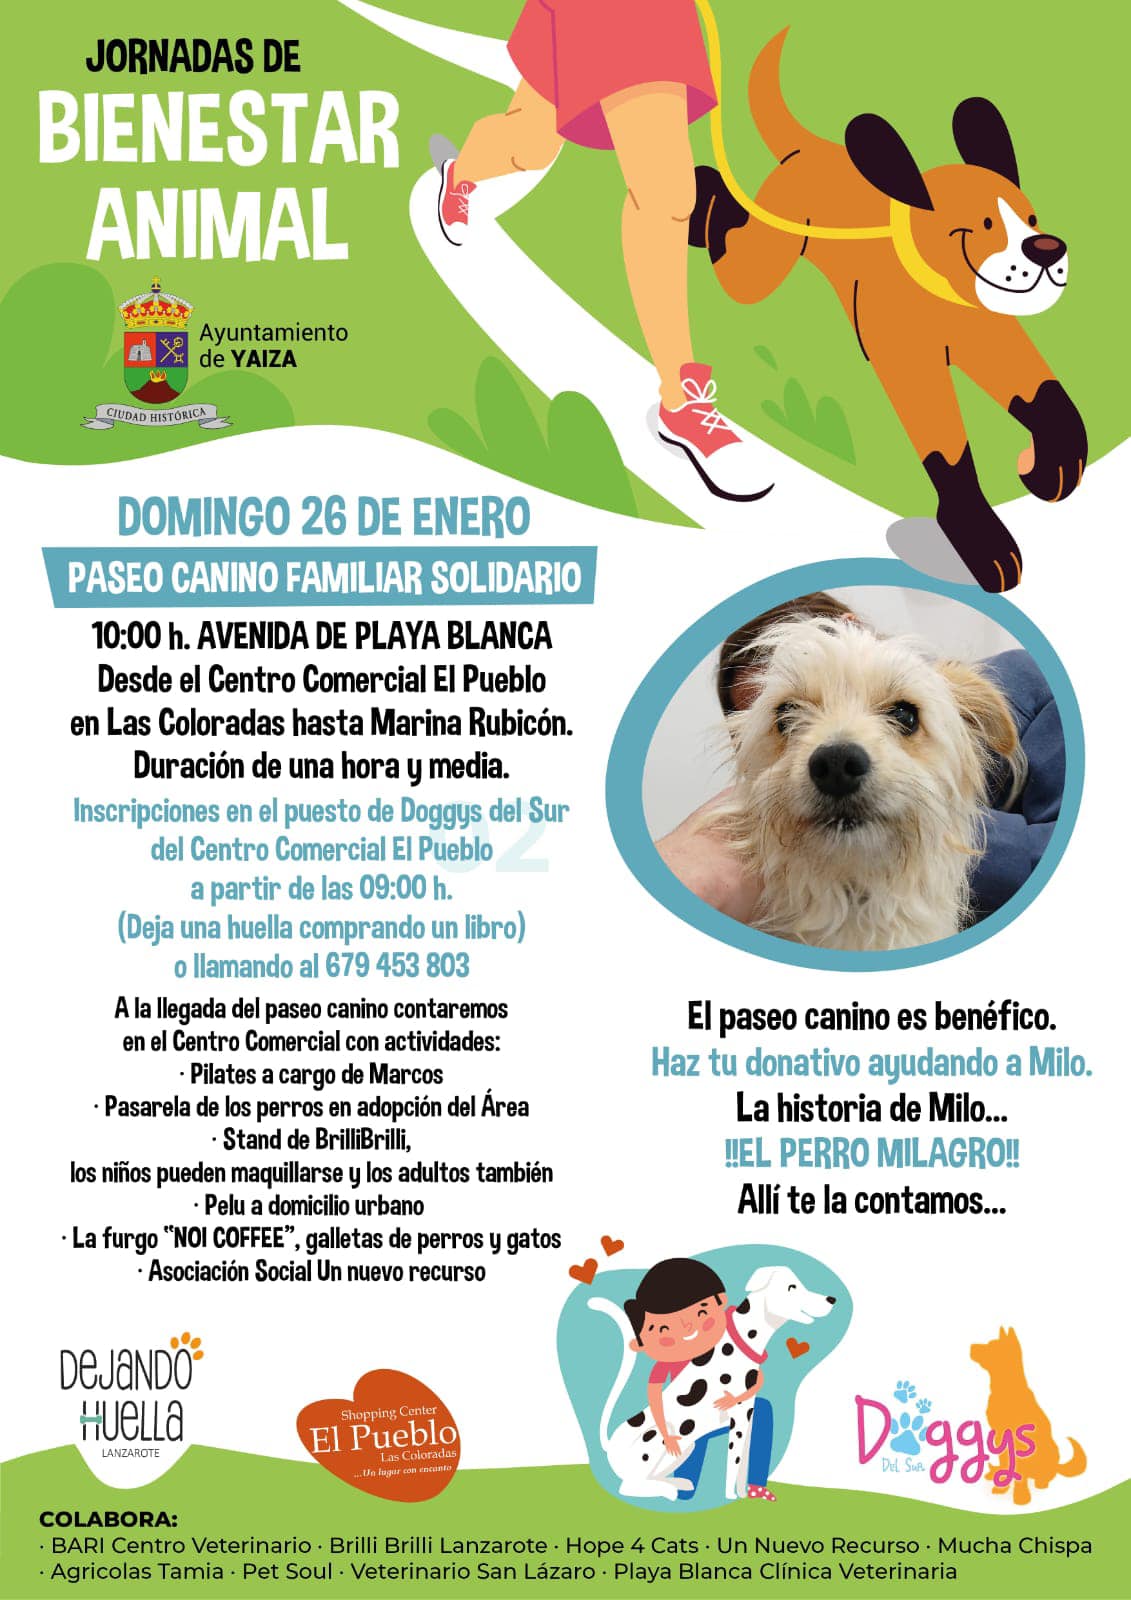 JORNADAS DE
BIENESTAR
ANIMAL
Ayuntamiento
de YAIZA
CIUDAD HISTÓRICA
DOMINGO 26 DE ENERO
PASEO CANINO FAMILIAR SOLIDARIO
10:00 h. AVENIDA DE PLAYA BLANCA
Desde el Centro Comercial El Pueblo
en Las Coloradas hasta Marina Rubicón.
Duración de una hora y media.
02
Inscripciones en el puesto de Doggys del Sur
del Centro Comercial El Pueblo
a partir de las 09:00 h.
(Deja una huella comprando un libro)
o llamando al 679 453 803
A la llegada del paseo canino contaremos
en el Centro Comercial con actividades:
· Pilates a cargo de Marcos
· Pasarela de los perros en adopción del Área
· Stand de BrilliBrilli,
los niños pueden maquillarse y los adultos también
· Pelu a domicilio urbano
· La furgo “NOI COFFEE”, galletas de perros y gatos
· Asociación Social Un nuevo recurso
El paseo canino es benéfico.
Haz tu donativo ayudando a Milo.
La historia de Milo...
!!EL PERRO MILAGRO!!
Allí te la contamos...
DEJANDO
HUELLA
LANZAROTE
Shopping Center
El Pueblo
Las Coloradas
...Un lugar con encanto
Doggys
Del Sur
COLABORA:
· BARI Centro Veterinario · Brilli Brilli Lanzarote · Hope 4 Cats · Un Nuevo Recurso · Mucha Chispa
· Agricolas Tamia · Pet Soul · Veterinario San Lázaro · Playa Blanca Clínica Veterinaria